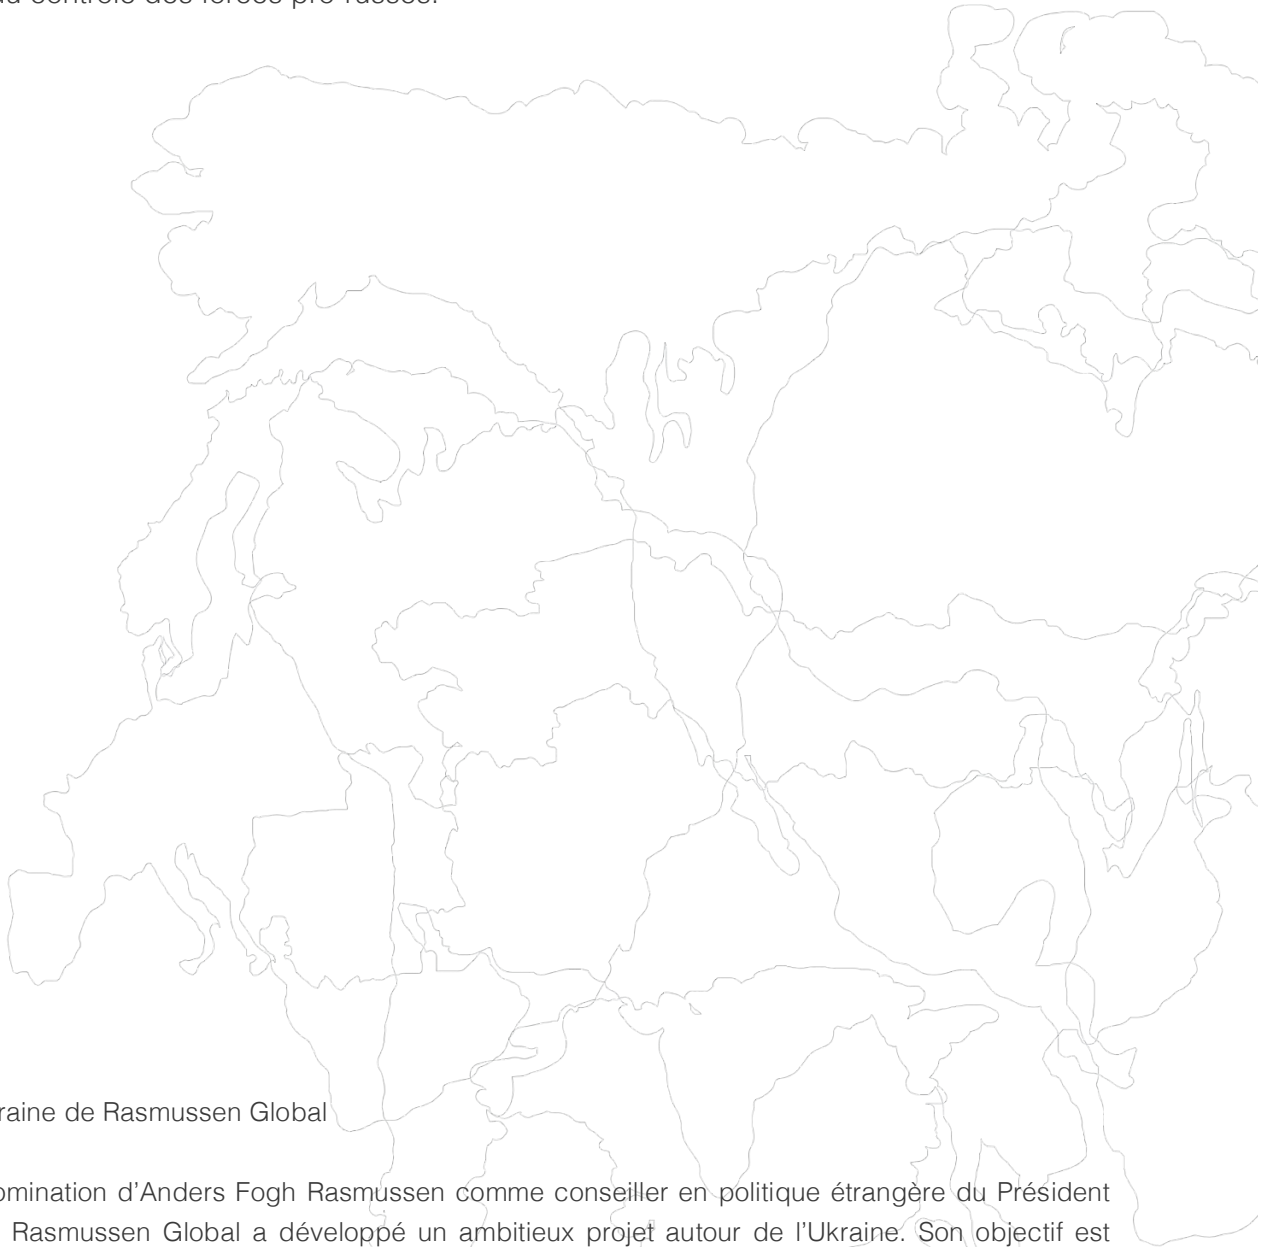 du contrôle des forces pro-russes.
raine de Rasmussen Global
omination d'Anders Fogh Rasmussen comme conseiller en politique étrangère du Président
Rasmussen Global a développé un ambitieux projet autour de l'Ukraine. Son objectif est